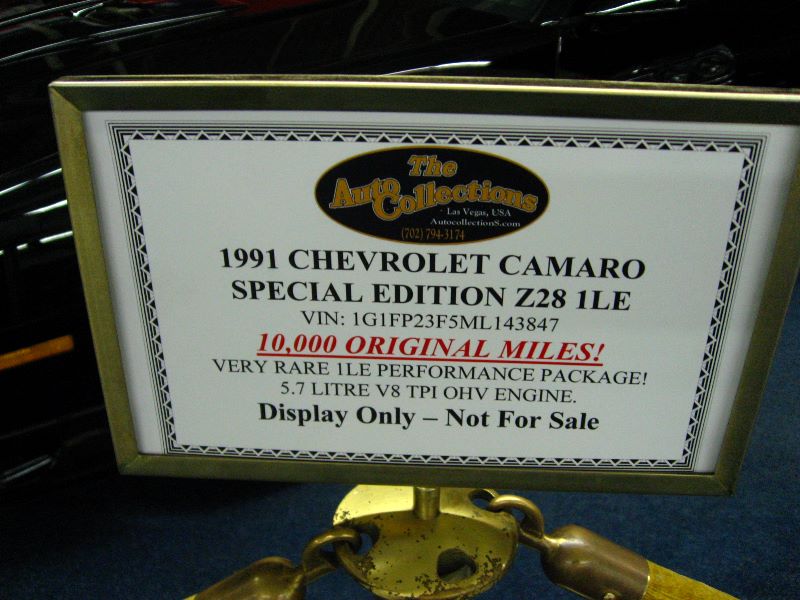 The
Auto Collections
Las Vegas, USA
AutocollectionS.com
(702) 794-3174
1991 CHEVROLET CAMARO
SPECIAL EDITION Z28 1LE
VIN: 1G1FP23F5ML143847
10,000 ORIGINAL MILES!
VERY RARE 1LE PERFORMANCE PACKAGE!
5.7 LITRE V8 TPI OHV ENGINE.
Display Only – Not For Sale